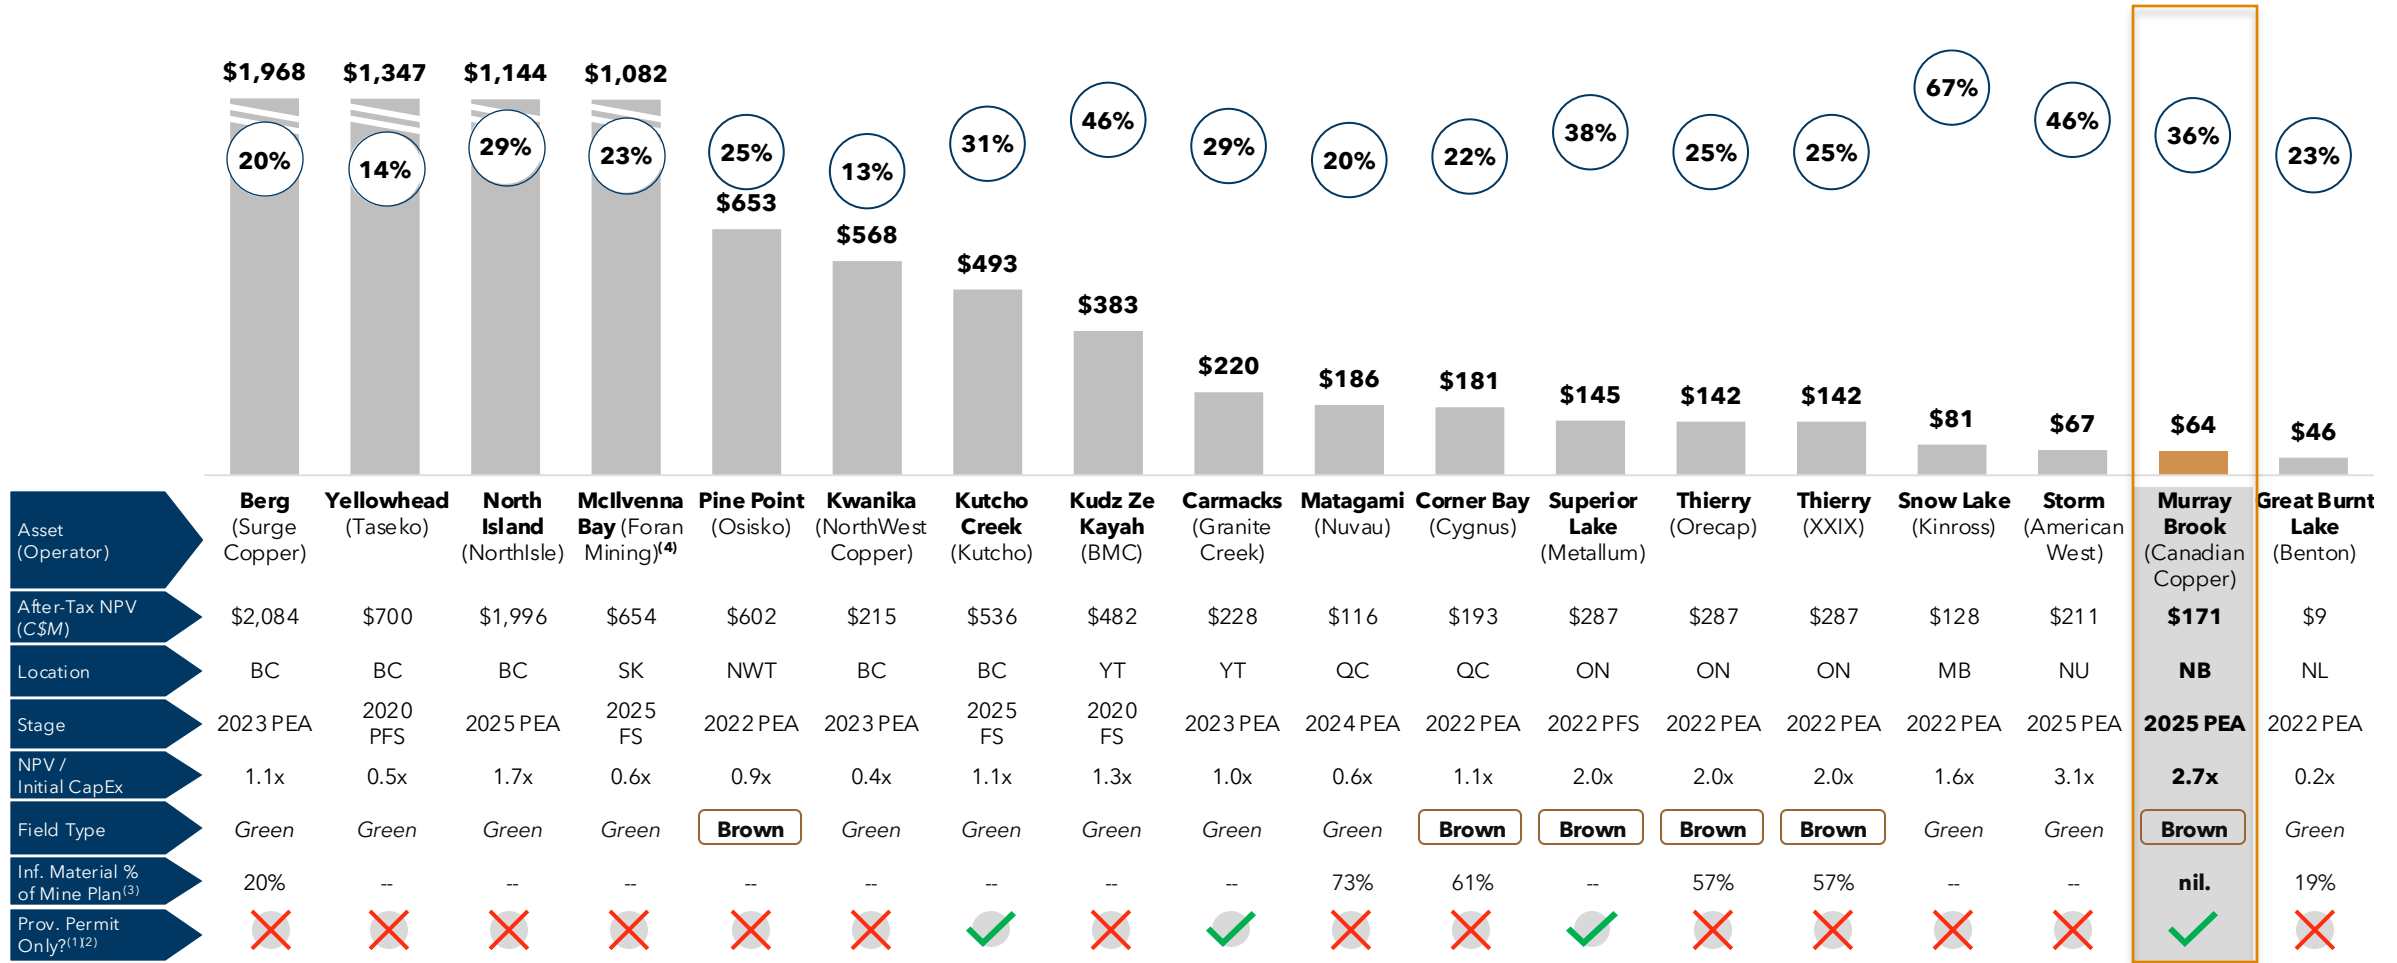 $1,968 $1,347 $1,144 $1,082
20% 14% 29% 23% 25% 13% 31% 46% 29% 20% 22% 38% 25% 25% 67% 46% 36% 23%
$653 $568 $493 $383 $220 $186 $181 $145 $142 $142 $81 $67 $64 $46
Asset
(Operator)
Berg
(Surge
Copper)
Yellowhead
(Taseko)
North
Island
(NorthIsle)
McIlvenna
Bay (Foran
Mining)(4)
Pine Point
(Osisko)
Kwanika
(NorthWest
Copper)
Kutcho
Creek
(Kutcho)
Kudz Ze
Kayah
(BMC)
Carmacks
(Granite
Creek)
Matagami
(Nuvau)
Corner Bay
(Cygnus)
Superior
Lake
(Metallum)
Thierry
(Orecap)
Thierry
(XXIX)
Snow Lake
(Kinross)
Storm
(American
West)
Murray
Brook
(Canadian
Copper)
Great Burnt
Lake
(Benton)
After-Tax NPV
(C$M)
$2,084 $700 $1,996 $654 $602 $215 $536 $482 $228 $116 $193 $287 $287 $287 $128 $211 $171 $9
Location
BC BC BC SK NWT BC BC YT YT QC QC ON ON ON MB NU NB NL
Stage
2023 PEA
2020
PFS
2025 PEA
2025
FS
2022 PEA
2023 PEA
2025
FS
2020
FS
2023 PEA
2024 PEA
2022 PEA
2022 PFS
2022 PEA
2022 PEA
2022 PEA
2025 PEA
2025 PEA
2022 PEA
NPV /
Initial CapEx
1.1x 0.5x 1.7x 0.6x 0.9x 0.4x 1.1x 1.3x 1.0x 0.6x 1.1x 2.0x 2.0x 2.0x 1.6x 3.1x 2.7x 0.2x
Field Type
Green Green Green Green Brown Green Green Green Green Green Brown Brown Brown Brown Green Green Brown Green
Inf. Material %
of Mine Plan(3)
20% -- -- -- -- -- -- -- -- 73% 61% -- 57% 57% -- -- nil. 19%
Prov. Permit
Only?(1)(2)